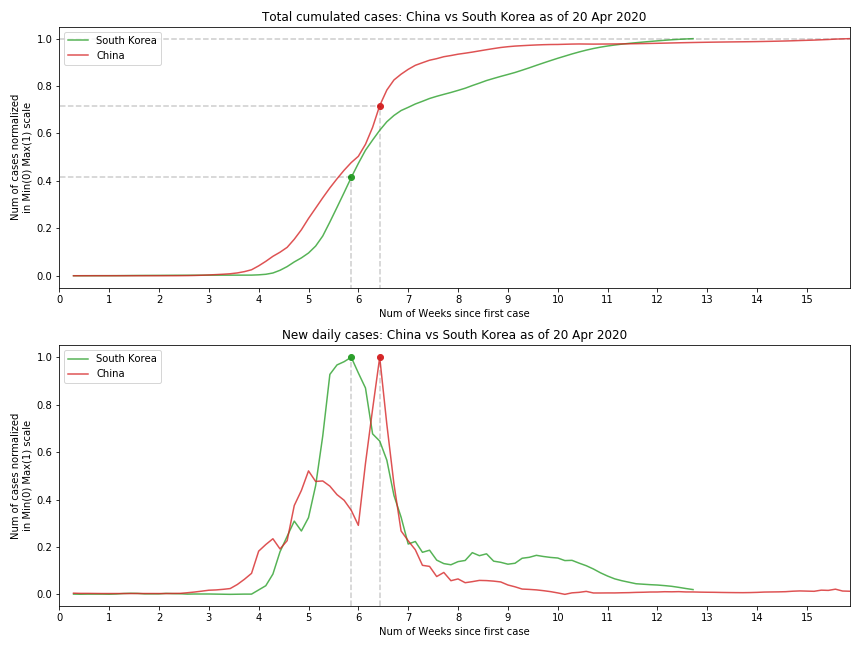 Total cumulated cases: China vs South Korea as of 20 Apr 2020
Num of cases normalized
in Min(0) Max(1) scale
1.0
0.8
0.6
0.4
0.2
0.0
South Korea
China
0 1 2 3 4 5 6 7 8 9 10 11 12 13 14 15
Num of Weeks since first case
New daily cases: China vs South Korea as of 20 Apr 2020
Num of cases normalized
in Min(0) Max(1) scale
1.0
0.8
0.6
0.4
0.2
0.0
South Korea
China
0 1 2 3 4 5 6 7 8 9 10 11 12 13 14 15
Num of Weeks since first case